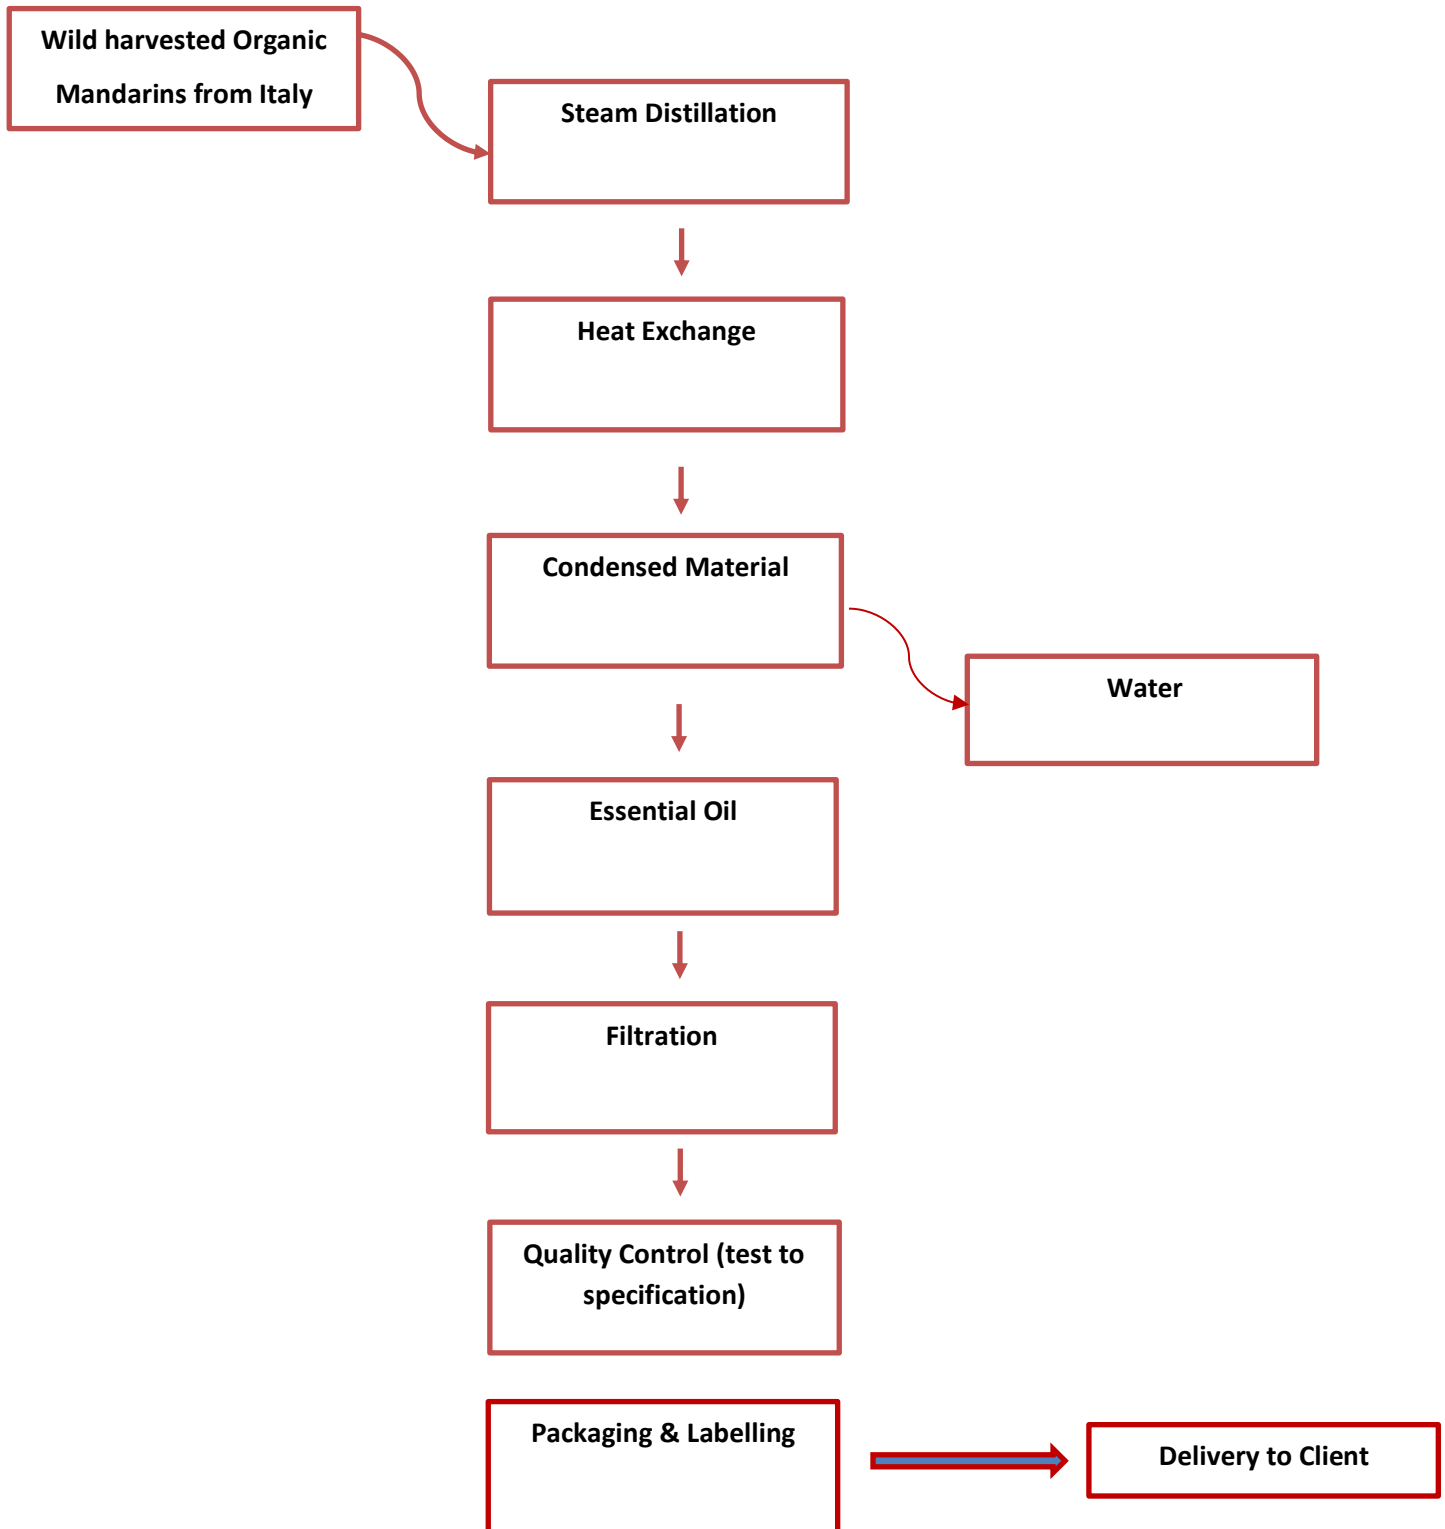 Wild harvested Organic
Mandarins from Italy
Steam Distillation
Heat Exchange
Condensed Material
Water
Essential Oil
Filtration
Quality Control (test to
specification)
Packaging & Labelling
Delivery to Client